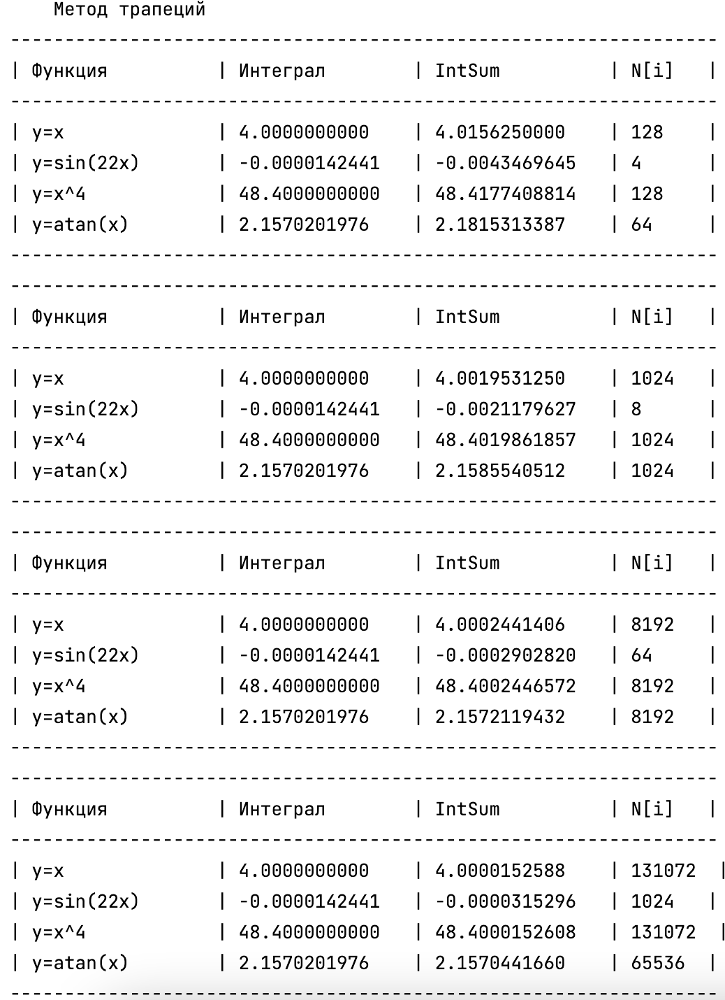 Метод трапеций
-----------------------------------------------------------------
| Функция          | Интеграл        | IntSum          | N[i]   |
-----------------------------------------------------------------
| y=x              | 4.0000000000    | 4.0156250000    | 128    |
| y=sin(22x)       | -0.0000142441   | -0.0043469645   | 4      |
| y=x^4            | 48.4000000000   | 48.4177408814   | 128    |
| y=atan(x)        | 2.1570201976    | 2.1815313387    | 64     |
-----------------------------------------------------------------
-----------------------------------------------------------------
| Функция          | Интеграл        | IntSum          | N[i]   |
-----------------------------------------------------------------
| y=x              | 4.0000000000    | 4.0019531250    | 1024   |
| y=sin(22x)       | -0.0000142441   | -0.0021179627   | 8      |
| y=x^4            | 48.4000000000   | 48.4019861857   | 1024   |
| y=atan(x)        | 2.1570201976    | 2.1585540512    | 1024   |
-----------------------------------------------------------------
-----------------------------------------------------------------
| Функция          | Интеграл        | IntSum          | N[i]   |
-----------------------------------------------------------------
| y=x              | 4.0000000000    | 4.0002441406    | 8192   |
| y=sin(22x)       | -0.0000142441   | -0.0002902820   | 64     |
| y=x^4            | 48.4000000000   | 48.4002446572   | 8192   |
| y=atan(x)        | 2.1570201976    | 2.1572119432    | 8192   |
-----------------------------------------------------------------
-----------------------------------------------------------------
| Функция          | Интеграл        | IntSum          | N[i]   |
-----------------------------------------------------------------
| y=x              | 4.0000000000    | 4.0000152588    | 131072  |
| y=sin(22x)       | -0.0000142441   | -0.0000315296   | 1024   |
| y=x^4            | 48.4000000000   | 48.4000152608   | 131072  |
| y=atan(x)        | 2.1570201976    | 2.1570441660    | 65536  |
-----------------------------------------------------------------